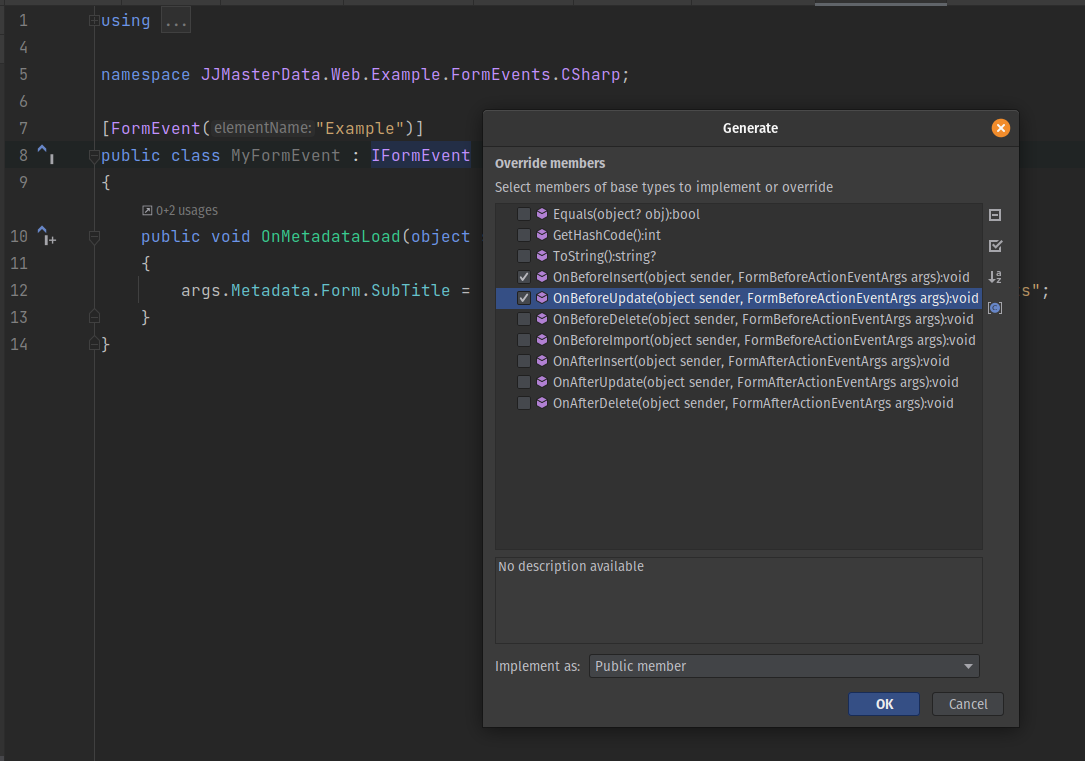 1 using ...
4
5 namespace JJMasterData.Web.Example.FormEvents.CSharp;
6
7 [FormEvent( elementName: "Example")]
8 public class MyFormEvent : IFormEvent
9 {
0+2 usages
10 public void OnMetadataLoad(object
11 {
12 args.Metadata.Form.SubTitle = s";
13 }
14 }
Generate
Override members
Select members of base types to implement or override
Equals(object? obj):bool
GetHashCode():int
ToString():string?
OnBeforeInsert(object sender, FormBeforeActionEventArgs args):void
OnBeforeUpdate(object sender, FormBeforeActionEventArgs args):void
OnBeforeDelete(object sender, FormBeforeActionEventArgs args):void
OnBeforeImport(object sender, FormBeforeActionEventArgs args):void
OnAfterInsert(object sender, FormAfterActionEventArgs args):void
OnAfterUpdate(object sender, FormAfterActionEventArgs args):void
OnAfterDelete(object sender, FormAfterActionEventArgs args):void
No description available
Implement as: Public member
OK Cancel